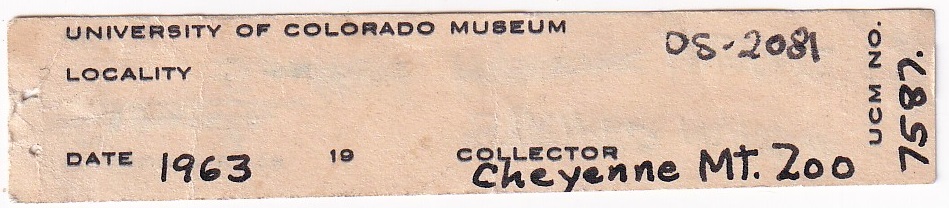 UNIVERSITY OF COLORADO MUSEUM
OS-2081
LOCALITY
DATE 1963 19
COLLECTOR Cheyenne Mt. Zoo
UCM NO. 7587.